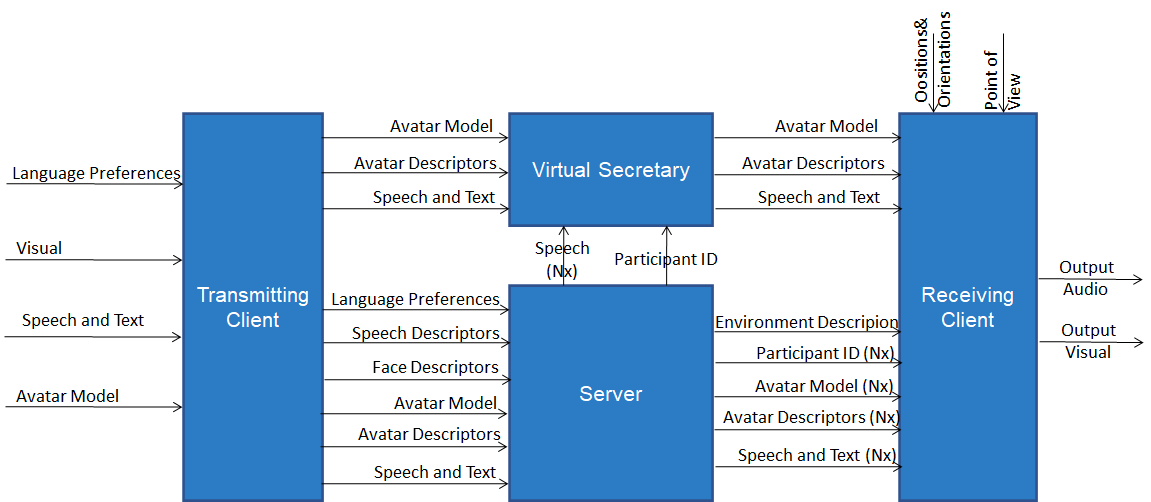 Oositions&
Orientations
Point of
View
Language Preferences
Visual
Speech and Text
Avatar Model
Transmitting
Client
Avatar Model
Avatar Descriptors
Speech and Text
Virtual Secretary
Avatar Model
Avatar Descriptors
Speech and Text
Speech
(Nx)
Participant ID
Language Preferences
Speech Descriptors
Face Descriptors
Avatar Model
Avatar Descriptors
Speech and Text
Server
Environment Descripion
Participant ID (Nx)
Avatar Model (Nx)
Avatar Descriptors (Nx)
Speech and Text (Nx)
Receiving
Client
Output
Audio
Output
Visual